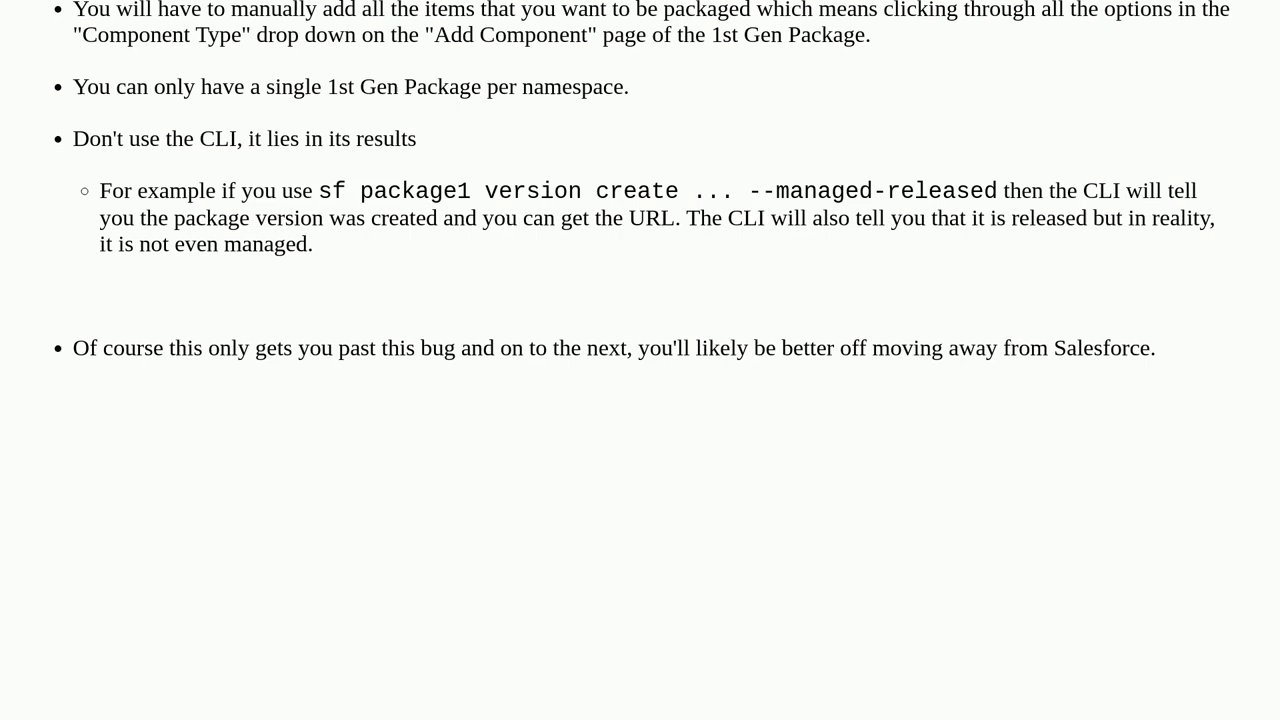 You will have to manually add all the items that you want to be packaged which means clicking through all the options in the
"Component Type" drop down on the "Add Component" page of the 1st Gen Package.
You can only have a single 1st Gen Package per namespace.
Don't use the CLI, it lies in its results
For example if you use sf package1 version create ... --managed-released then the CLI will tell
you the package version was created and you can get the URL. The CLI will also tell you that it is released but in reality,
it is not even managed.
Of course this only gets you past this bug and on to the next, you'll likely be better off moving away from Salesforce.